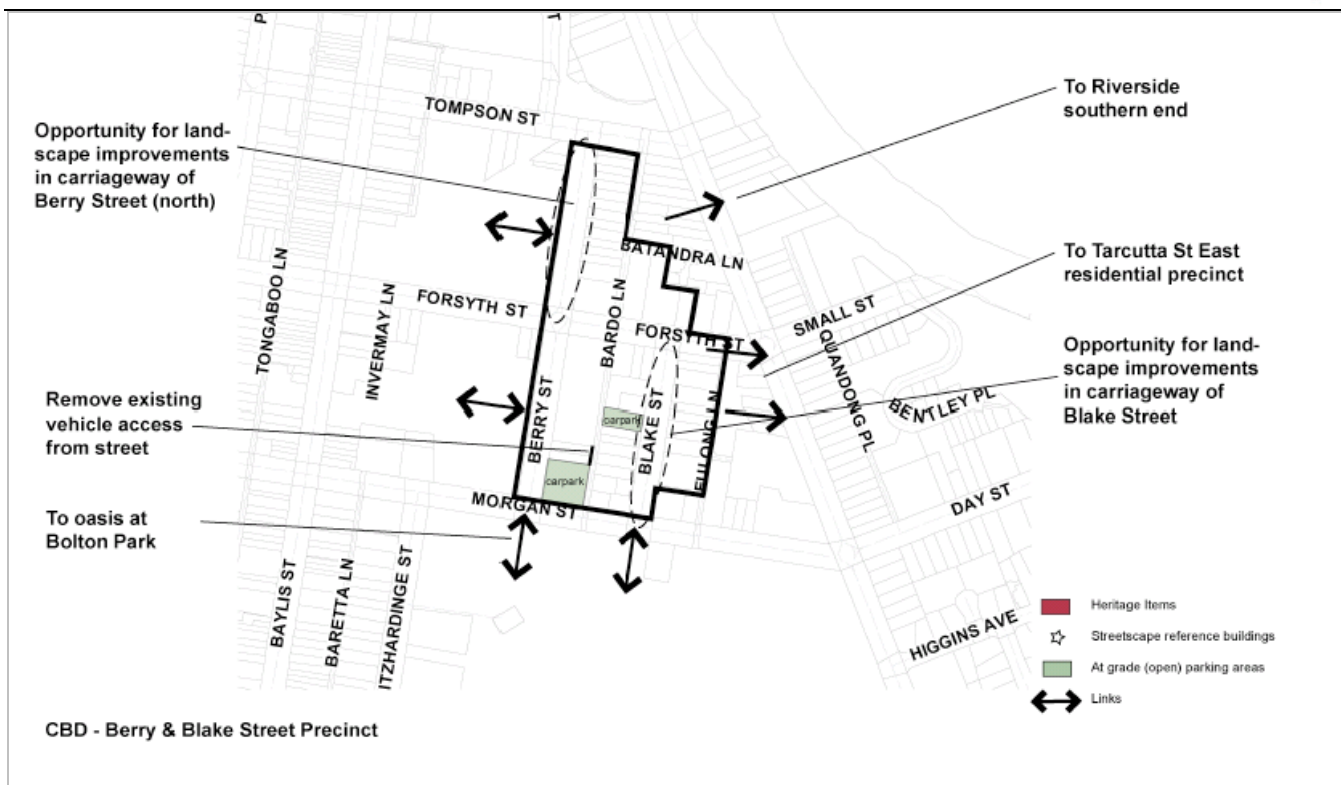 P
T
TOMPSON ST
To Riverside
southern end
Opportunity for land-
scape improvements
in carriageway of
Berry Street (north)
BATANDRA LN
To Tarcutta St East
residential precinct
TONGABOO LN
INVERMAY LN
FORSYTH ST
BARDO LN
FORSYTH ST
SMALL ST
QUANDONG PL
BENTLEY PL
Opportunity for land-
scape improvements
in carriageway of
Blake Street
Remove existing
vehicle access
from street
BERRY ST
carpark
BLAKE ST
FULONG LN
carpark
MORGAN ST
DAY ST
To oasis at
Bolton Park
BAYLIS ST
BARETTA LN
ITZHARDINGE ST
HIGGINS AVE
Heritage Items
Streetscape reference buildings
At grade (open) parking areas
Links
CBD - Berry & Blake Street Precinct